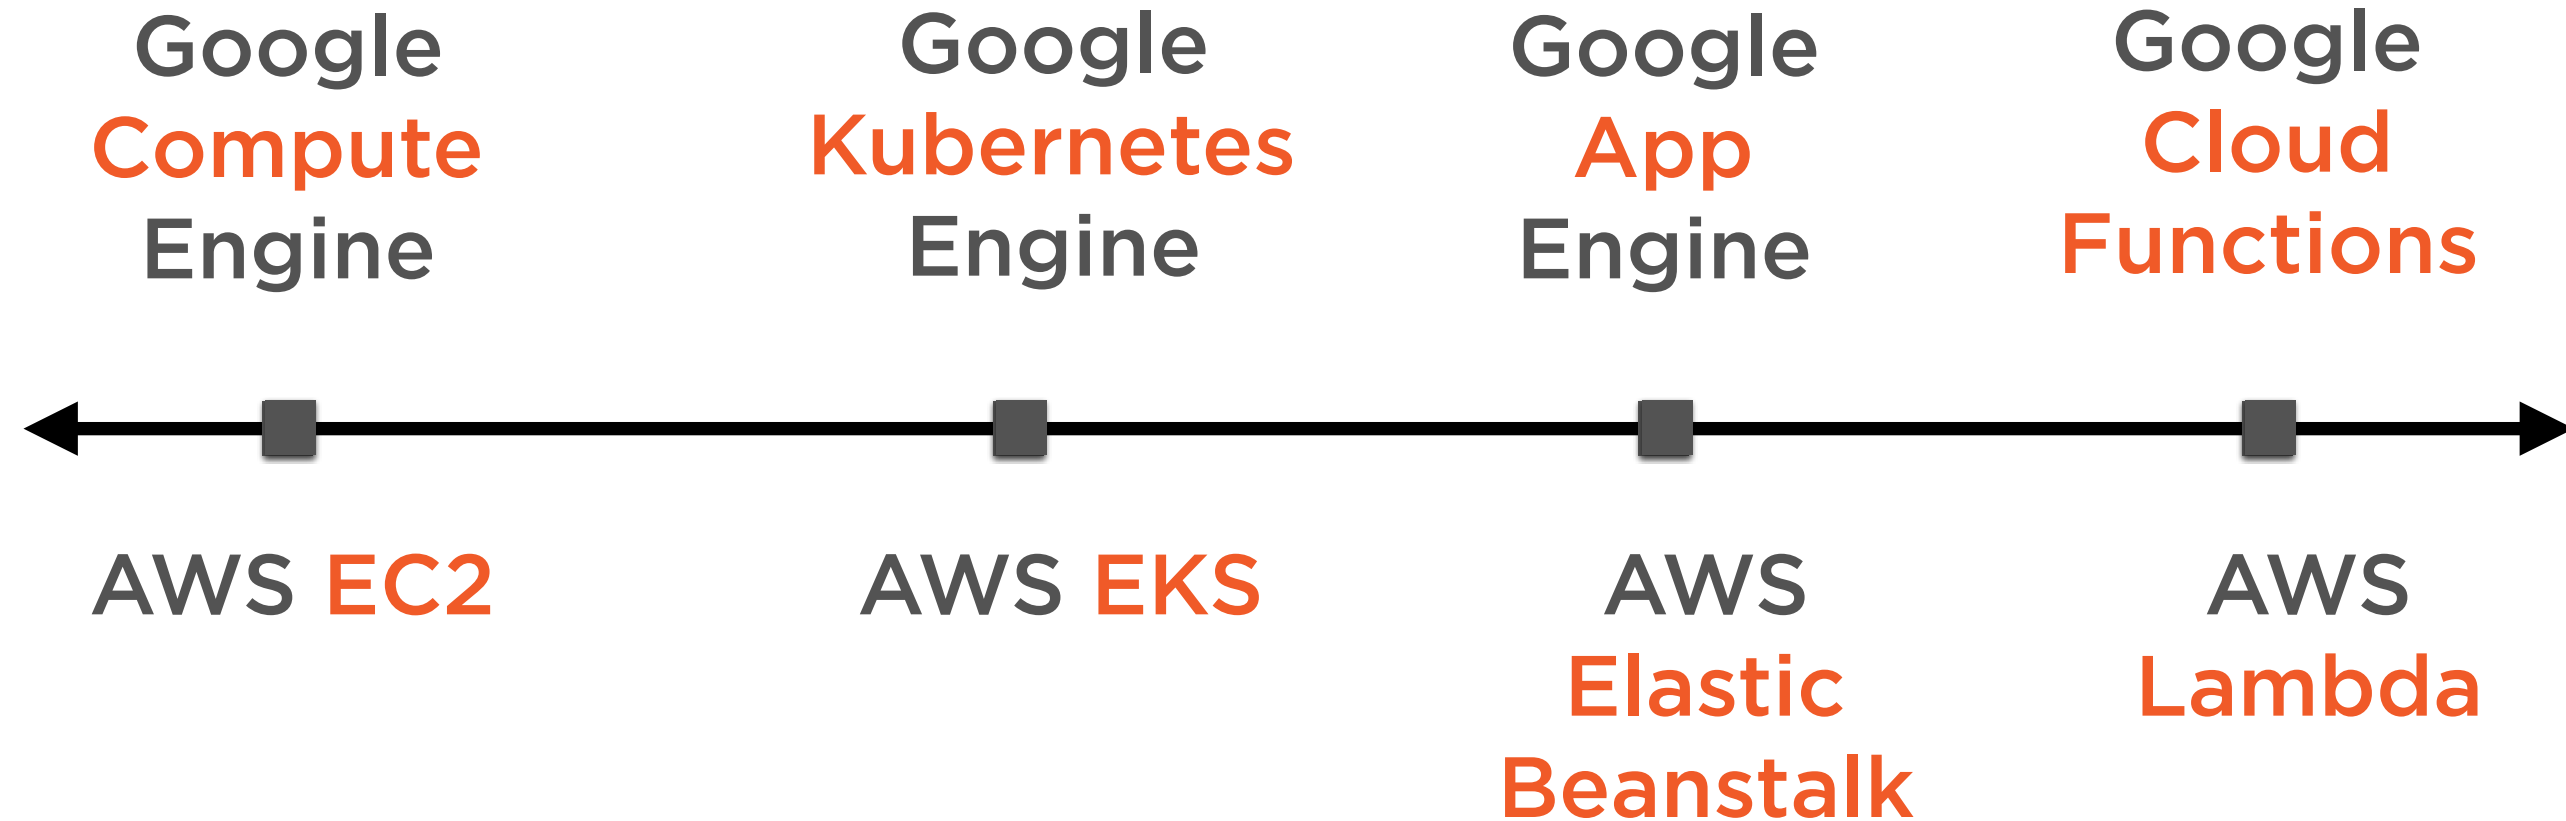 Google
Compute
Engine
Google
Kubernetes
Engine
Google
App
Engine
Google
Cloud
Functions
AWS EC2
AWS EKS
AWS
Elastic
Beanstalk
AWS
Lambda